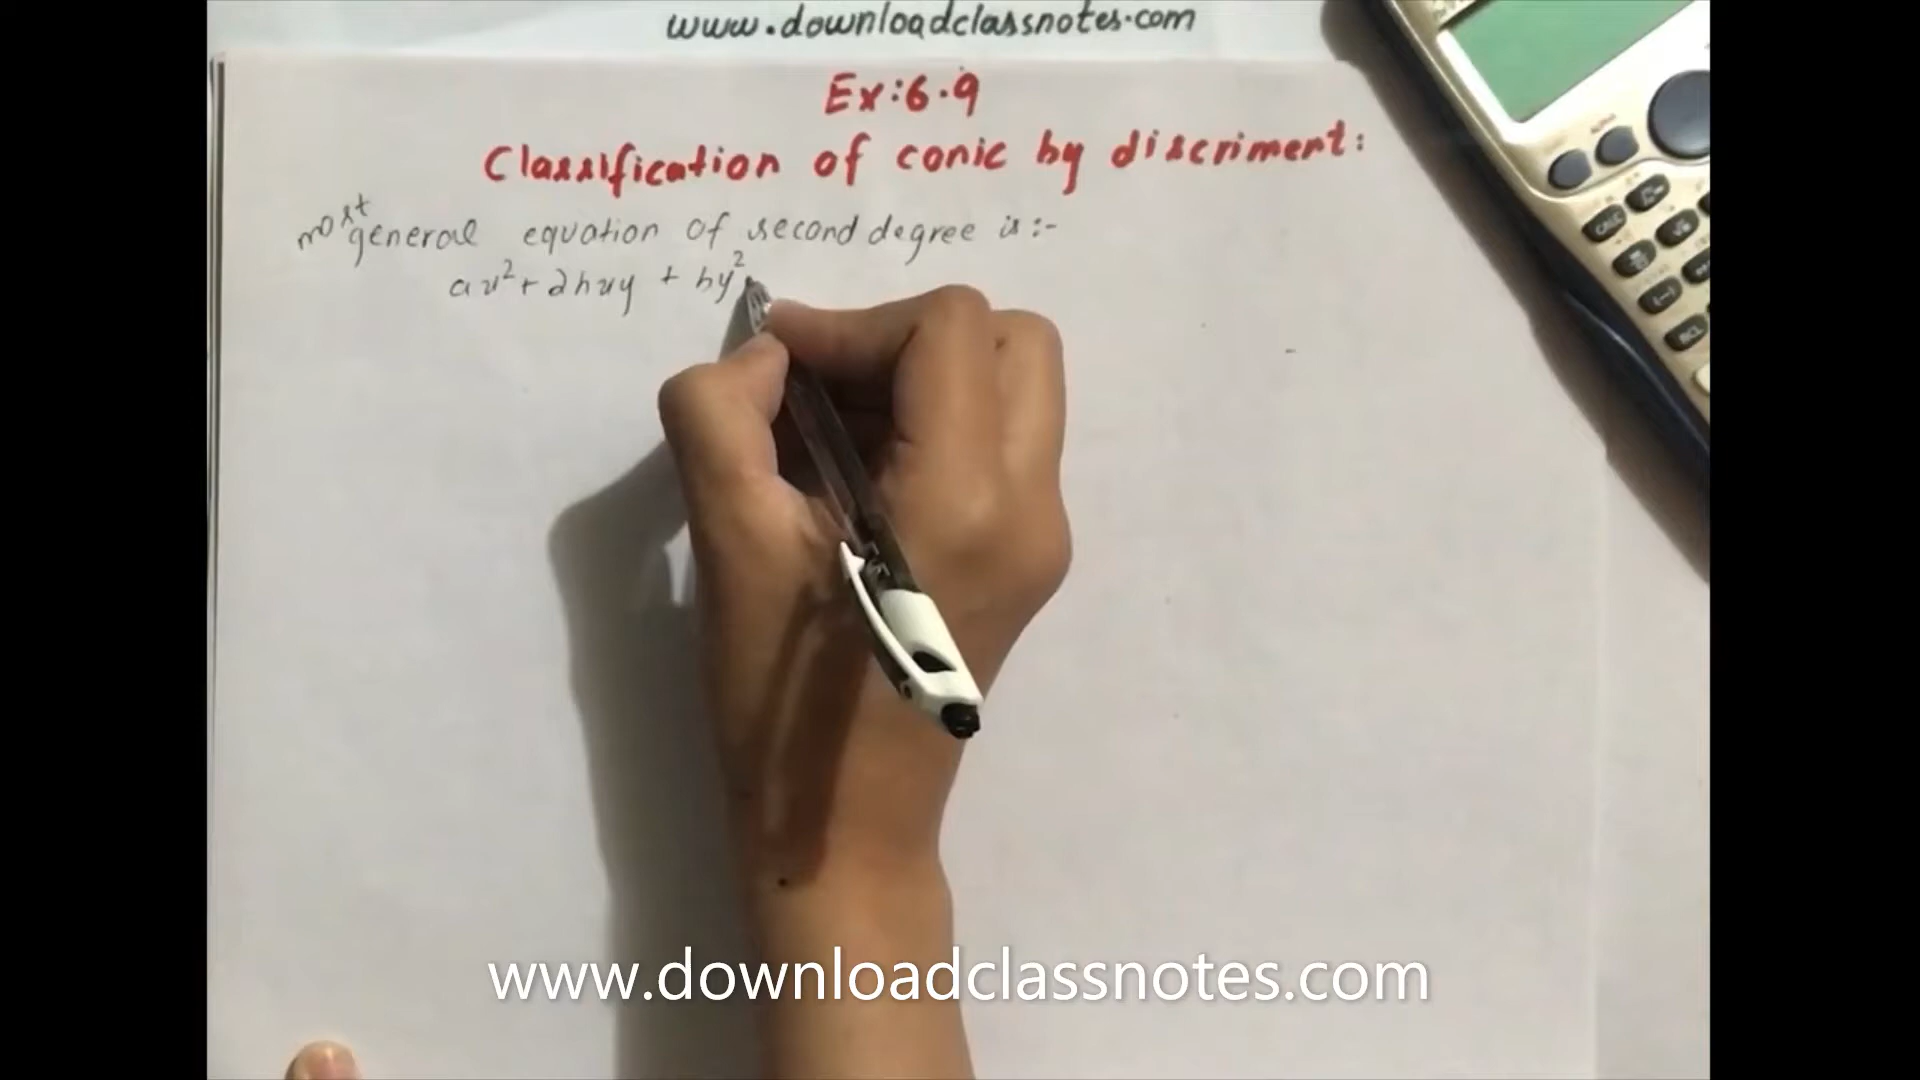 www.downloadclassnotes.com
Ex:6.9
Classification of conic by discriment:
most general equation of second degree is :-
ax²+2hxy + by²
www.downloadclassnotes.com